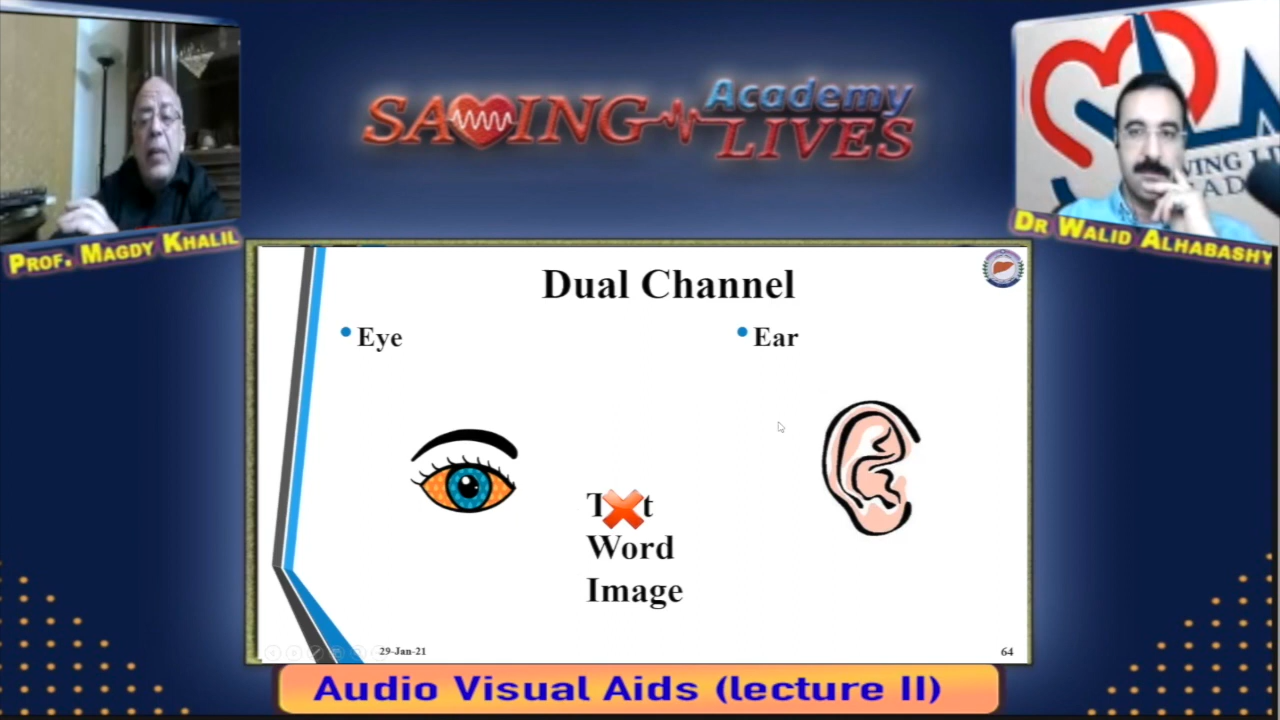 SAVING Academy LIVES
PROF. MAGDY KHALIL
DR WALID ALHABASHY
Dual Channel
Eye
Ear
Word
Image
29-Jan-21
64
Audio Visual Aids (lecture II)